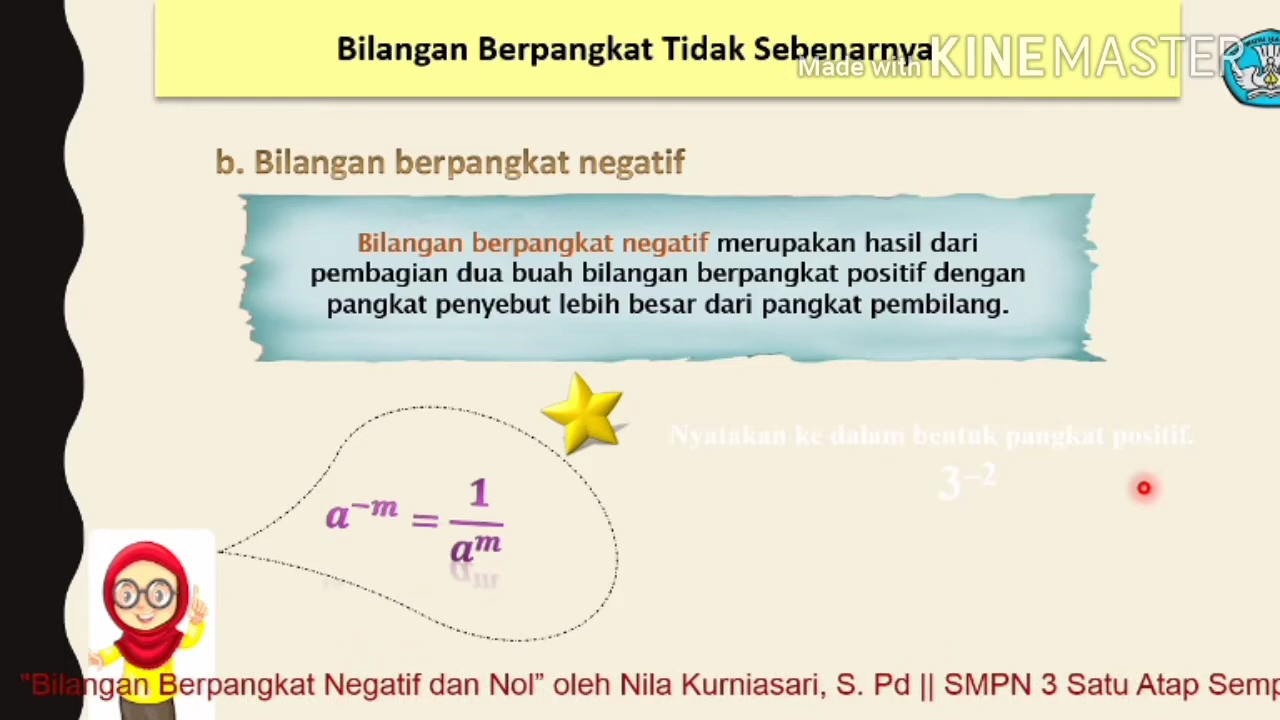 Bilangan Berpangkat Tidak Sebenarnya
Made with KINEMASTER
b. Bilangan berpangkat negatif
Bilangan berpangkat negatif merupakan hasil dari
pembagian dua buah bilangan berpangkat positif dengan
pangkat penyebut lebih besar dari pangkat pembilang.
Nyatakan ke dalam bentuk pangkat positif.
3⁻²
a⁻ᵐ = 1/aᵐ
"Bilangan Berpangkat Negatif dan Nol” oleh Nila Kurniasari, S. Pd || SMPN 3 Satu Atap